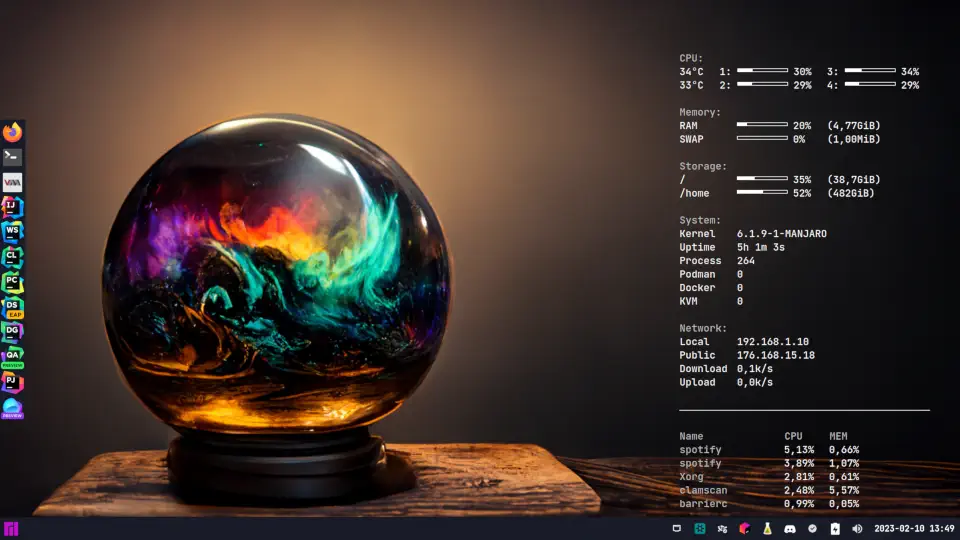 CPU:
34°C 1: 30% 3: 34%
33°C 2: 29% 4: 29%
Memory:
RAM 20% (4,77GiB)
SWAP 0% (1,00MiB)
Storage:
/ 35% (38,7GiB)
/home 52% (482GiB)
System:
Kernel 6.1.9-1-MANJARO
Uptime 5h 1m 3s
Process 264
Podman 0
Docker 0
KVM 0
Network:
Local 192.168.1.10
Public 176.168.15.18
Download 0,1k/s
Upload 0,0k/s
Name CPU MEM
spotify 5,13% 0,66%
spotify 3,89% 1,07%
Xorg 2,81% 0,61%
clamscan 2,48% 5,57%
barrierc 0,99% 0,05%
IJ
WS
CL
PC
DS
EAP
DG
QA
PREVIEW
PJ
PREVIEW
2023-02-10 13:49